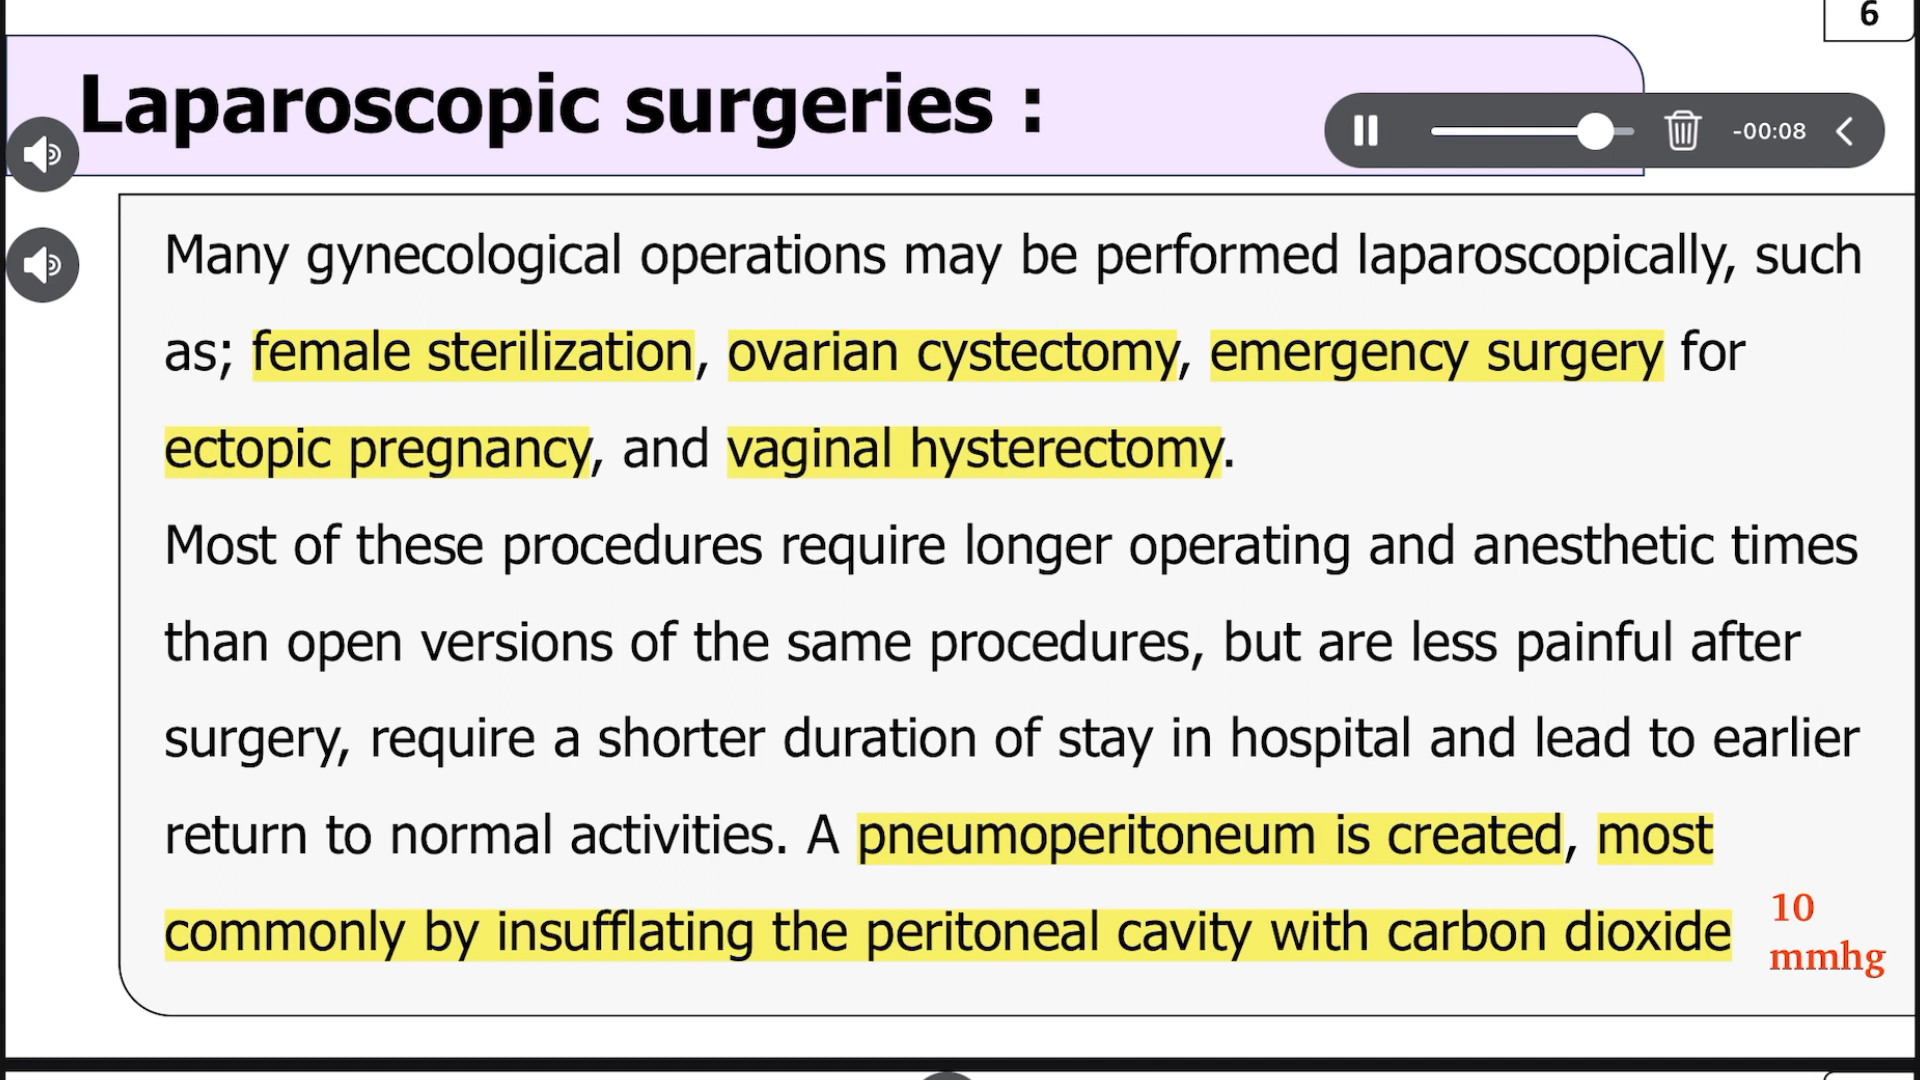 6
Laparoscopic surgeries :
-00:08
Many gynecological operations may be performed laparoscopically, such
as; female sterilization, ovarian cystectomy, emergency surgery for
ectopic pregnancy, and vaginal hysterectomy.
Most of these procedures require longer operating and anesthetic times
than open versions of the same procedures, but are less painful after
surgery, require a shorter duration of stay in hospital and lead to earlier
return to normal activities. A pneumoperitoneum is created, most
commonly by insufflating the peritoneal cavity with carbon dioxide
10
mmhg